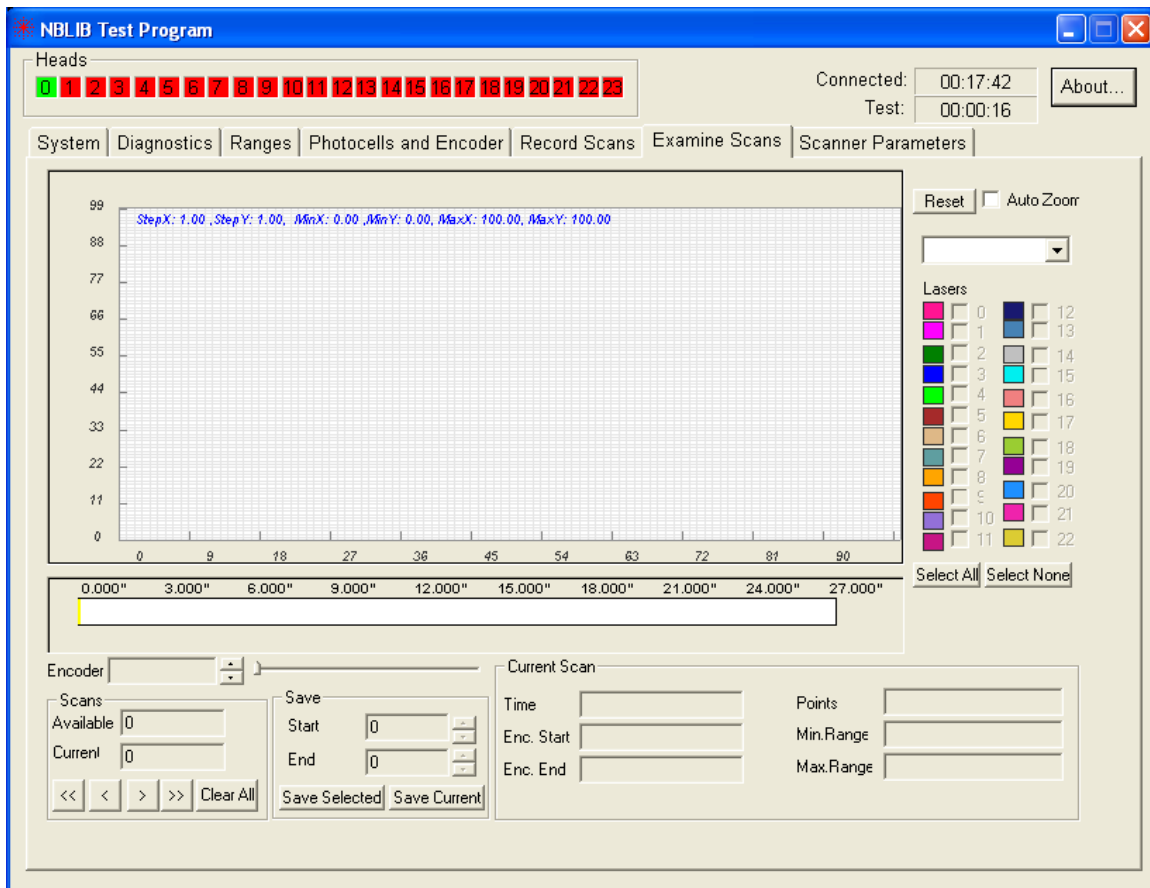 NBLIB Test Program
Heads
0 1 2 3 4 5 6 7 8 9 10 11 12 13 14 15 16 17 18 19 20 21 22 23
Connected: 00:17:42
Test: 00:00:16
About...
System Diagnostics Ranges Photocells and Encoder Record Scans Examine Scans Scanner Parameters
StepX: 1.00 ,StepY: 1.00, MinX: 0.00 ,MinY: 0.00, MaxX: 100.00, MaxY: 100.00
99
88
77
66
55
44
33
22
11
0
0 9 18 27 36 45 54 63 72 81 90
Reset Auto Zoom
Lasers
0 12
1 13
2 14
3 15
4 16
5 17
6 18
7 19
8 20
9 21
10 22
11
Select All Select None
0.000" 3.000" 6.000" 9.000" 12.000" 15.000" 18.000" 21.000" 24.000" 27.000"
Encoder
Scans
Available 0
Current 0
<< < > >> Clear All
Save
Start 0
End 0
Save Selected Save Current
Current Scan
Time
Enc. Start
Enc. End
Points
Min.Range
Max.Range